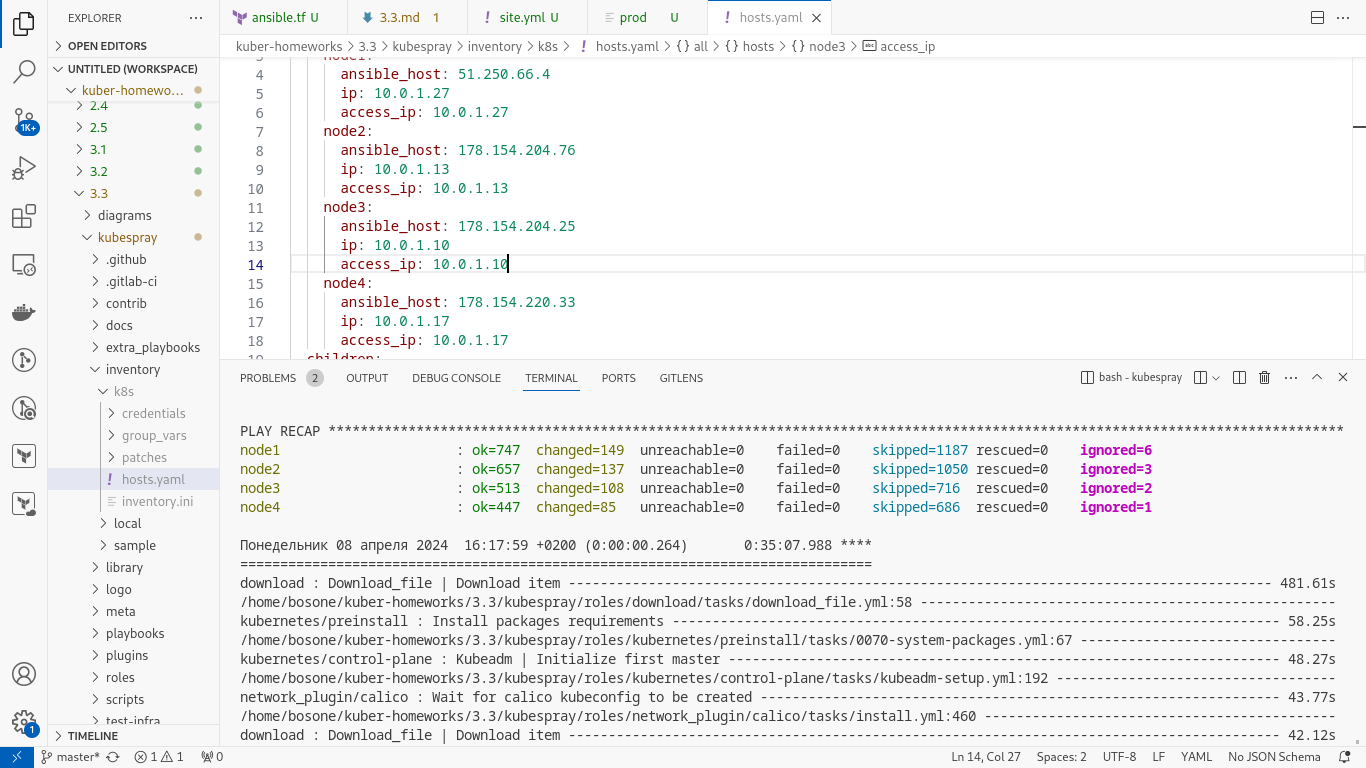 EXPLORER
OPEN EDITORS
UNTITLED (WORKSPACE)
kuber-homewo...
2.4
2.5
3.1
3.2
3.3
diagrams
kubespray
.github
.gitlab-ci
contrib
docs
extra_playbooks
inventory
k8s
credentials
group_vars
patches
! hosts.yaml
inventory.ini
local
sample
library
logo
meta
playbooks
plugins
roles
scripts
test-infra
TIMELINE
1K+
1
ansible.tf U
3.3.md 1
! site.yml U
prod U
! hosts.yaml
kuber-homeworks > 3.3 > kubespray > inventory > k8s > ! hosts.yaml > {} all > {} hosts > {} node3 > abc access_ip
3 node1:
4 ansible_host: 51.250.66.4
5 ip: 10.0.1.27
6 access_ip: 10.0.1.27
7 node2:
8 ansible_host: 178.154.204.76
9 ip: 10.0.1.13
10 access_ip: 10.0.1.13
11 node3:
12 ansible_host: 178.154.204.25
13 ip: 10.0.1.10
14 access_ip: 10.0.1.10
15 node4:
16 ansible_host: 178.154.220.33
17 ip: 10.0.1.17
18 access_ip: 10.0.1.17
19 children:
PROBLEMS 2 OUTPUT DEBUG CONSOLE TERMINAL PORTS GITLENS bash - kubespray
PLAY RECAP *******************************************************************************************************************************
node1 : ok=747 changed=149 unreachable=0 failed=0 skipped=1187 rescued=0 ignored=6
node2 : ok=657 changed=137 unreachable=0 failed=0 skipped=1050 rescued=0 ignored=3
node3 : ok=513 changed=108 unreachable=0 failed=0 skipped=716 rescued=0 ignored=2
node4 : ok=447 changed=85 unreachable=0 failed=0 skipped=686 rescued=0 ignored=1
Понедельник 08 апреля 2024 16:17:59 +0200 (0:00:00.264) 0:35:07.988 ****
===============================================================================
download : Download_file | Download item ---------------------------------------------------------------------------------------- 481.61s
/home/bosone/kuber-homeworks/3.3/kubespray/roles/download/tasks/download_file.yml:58 ----------------------------------------------------
kubernetes/preinstall : Install packages requirements ---------------------------------------------------------------------------- 58.25s
/home/bosone/kuber-homeworks/3.3/kubespray/roles/kubernetes/preinstall/tasks/0070-system-packages.yml:67 --------------------------------
kubernetes/control-plane : Kubeadm | Initialize first master --------------------------------------------------------------------- 48.27s
/home/bosone/kuber-homeworks/3.3/kubespray/roles/kubernetes/control-plane/tasks/kubeadm-setup.yml:192 -----------------------------------
network_plugin/calico : Wait for calico kubeconfig to be created ----------------------------------------------------------------- 43.77s
/home/bosone/kuber-homeworks/3.3/kubespray/roles/network_plugin/calico/tasks/install.yml:460 --------------------------------------------
download : Download_file | Download item ----------------------------------------------------------------------------------------- 42.12s
master* 1 1 0 Ln 14, Col 27 Spaces: 2 UTF-8 LF YAML No JSON Schema